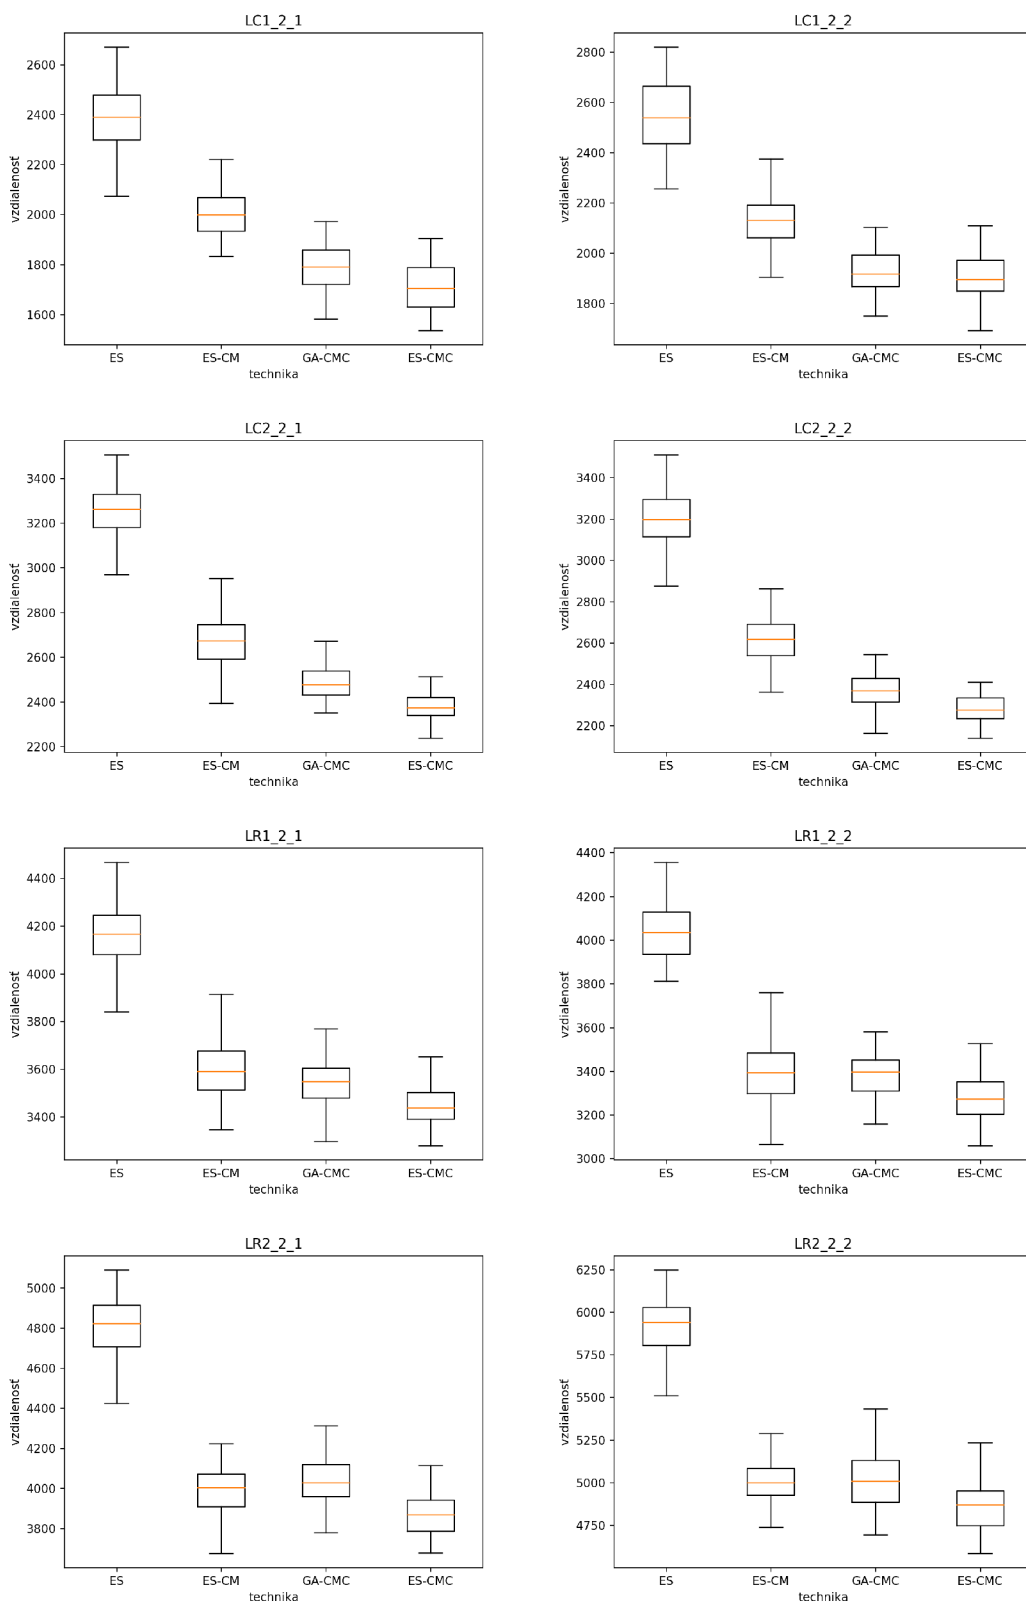 LC1_2_1
2600
2400
2200
2000
1800
1600
vzdialenosť
ES ES-CM GA-CMC ES-CMC
technika
LC1_2_2
2800
2600
2400
2200
2000
1800
vzdialenosť
ES ES-CM GA-CMC ES-CMC
technika
LC2_2_1
3400
3200
3000
2800
2600
2400
2200
vzdialenosť
ES ES-CM GA-CMC ES-CMC
technika
LC2_2_2
3400
3200
3000
2800
2600
2400
2200
vzdialenosť
ES ES-CM GA-CMC ES-CMC
technika
LR1_2_1
4400
4200
4000
3800
3600
3400
vzdialenosť
ES ES-CM GA-CMC ES-CMC
technika
LR1_2_2
4400
4200
4000
3800
3600
3400
3200
3000
vzdialenosť
ES ES-CM GA-CMC ES-CMC
technika
LR2_2_1
5000
4800
4600
4400
4200
4000
3800
vzdialenosť
ES ES-CM GA-CMC ES-CMC
technika
LR2_2_2
6250
6000
5750
5500
5250
5000
4750
vzdialenosť
ES ES-CM GA-CMC ES-CMC
technika